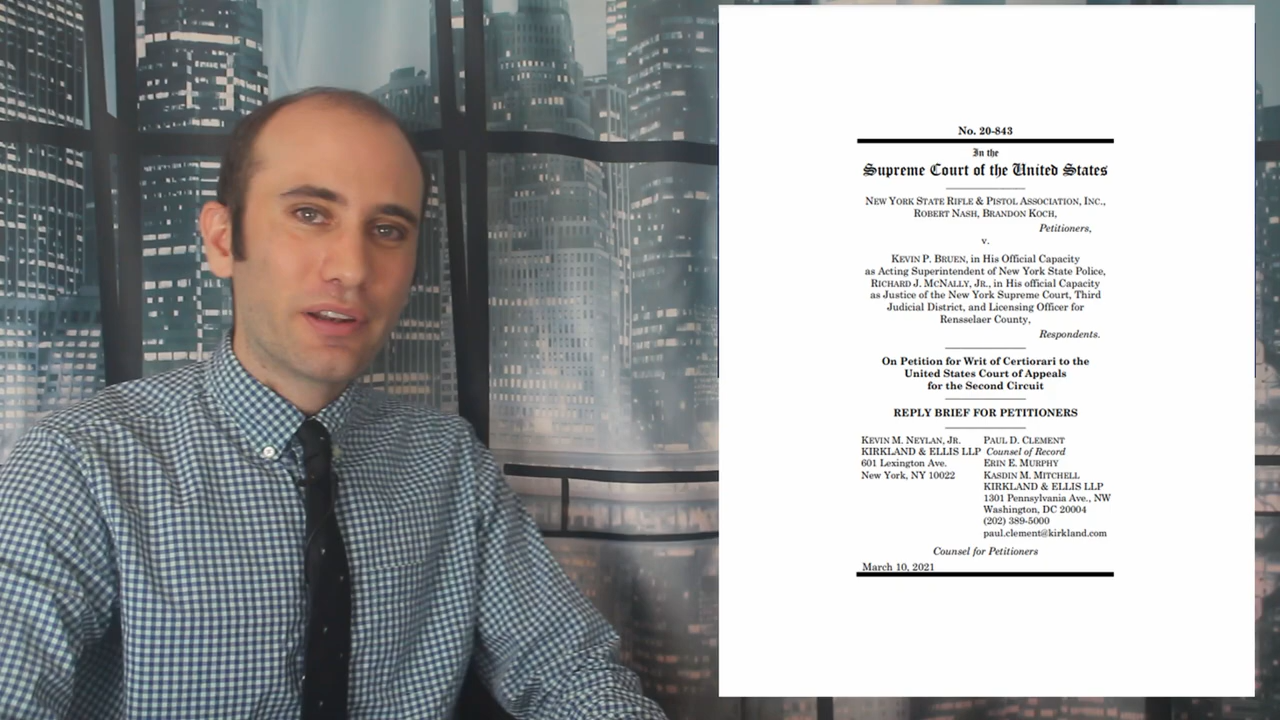 No. 20-843
In the
Supreme Court of the United States
NEW YORK STATE RIFLE & PISTOL ASSOCIATION, INC.,
ROBERT NASH, BRANDON KOCH,
Petitioners,
v.
KEVIN P. BRUEN, in His Official Capacity
as Acting Superintendent of New York State Police,
RICHARD J. MCNALLY, JR., in His official Capacity
as Justice of the New York Supreme Court, Third
Judicial District, and Licensing Officer for
Rensselaer County,
Respondents.
On Petition for Writ of Certiorari to the
United States Court of Appeals
for the Second Circuit
REPLY BRIEF FOR PETITIONERS
KEVIN M. NEYLAN, JR.
KIRKLAND & ELLIS LLP
601 Lexington Ave.
New York, NY 10022
PAUL D. CLEMENT
Counsel of Record
ERIN E. MURPHY
KASDIN M. MITCHELL
KIRKLAND & ELLIS LLP
1301 Pennsylvania Ave., NW
Washington, DC 20004
(202) 389-5000
paul.clement@kirkland.com
Counsel for Petitioners
March 10, 2021